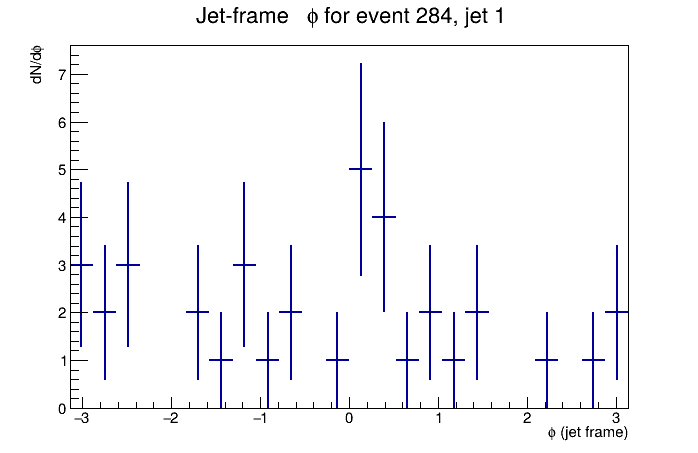 Jet-frame ϕ for event 284, jet 1
dN/dϕ
7
6
5
4
3
2
1
0
−3 −2 −1 0 1 2 3
ϕ (jet frame)